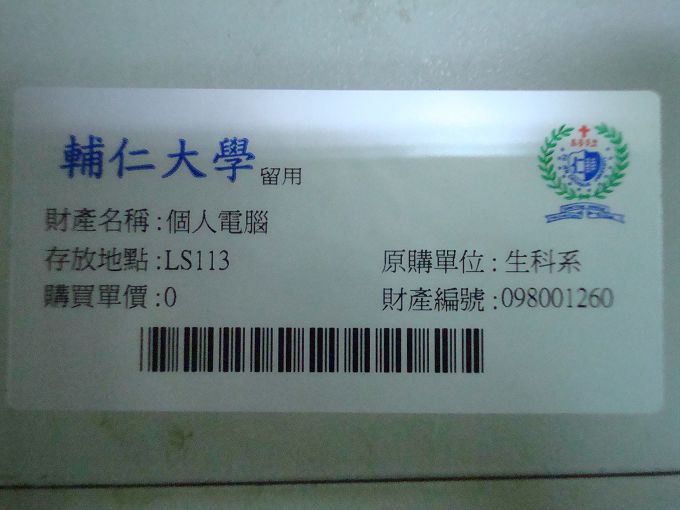 輔仁大學 留用
財產名稱:個人電腦
存放地點:LS113 原購單位:生科系
購買單價:0 財產編號:098001260